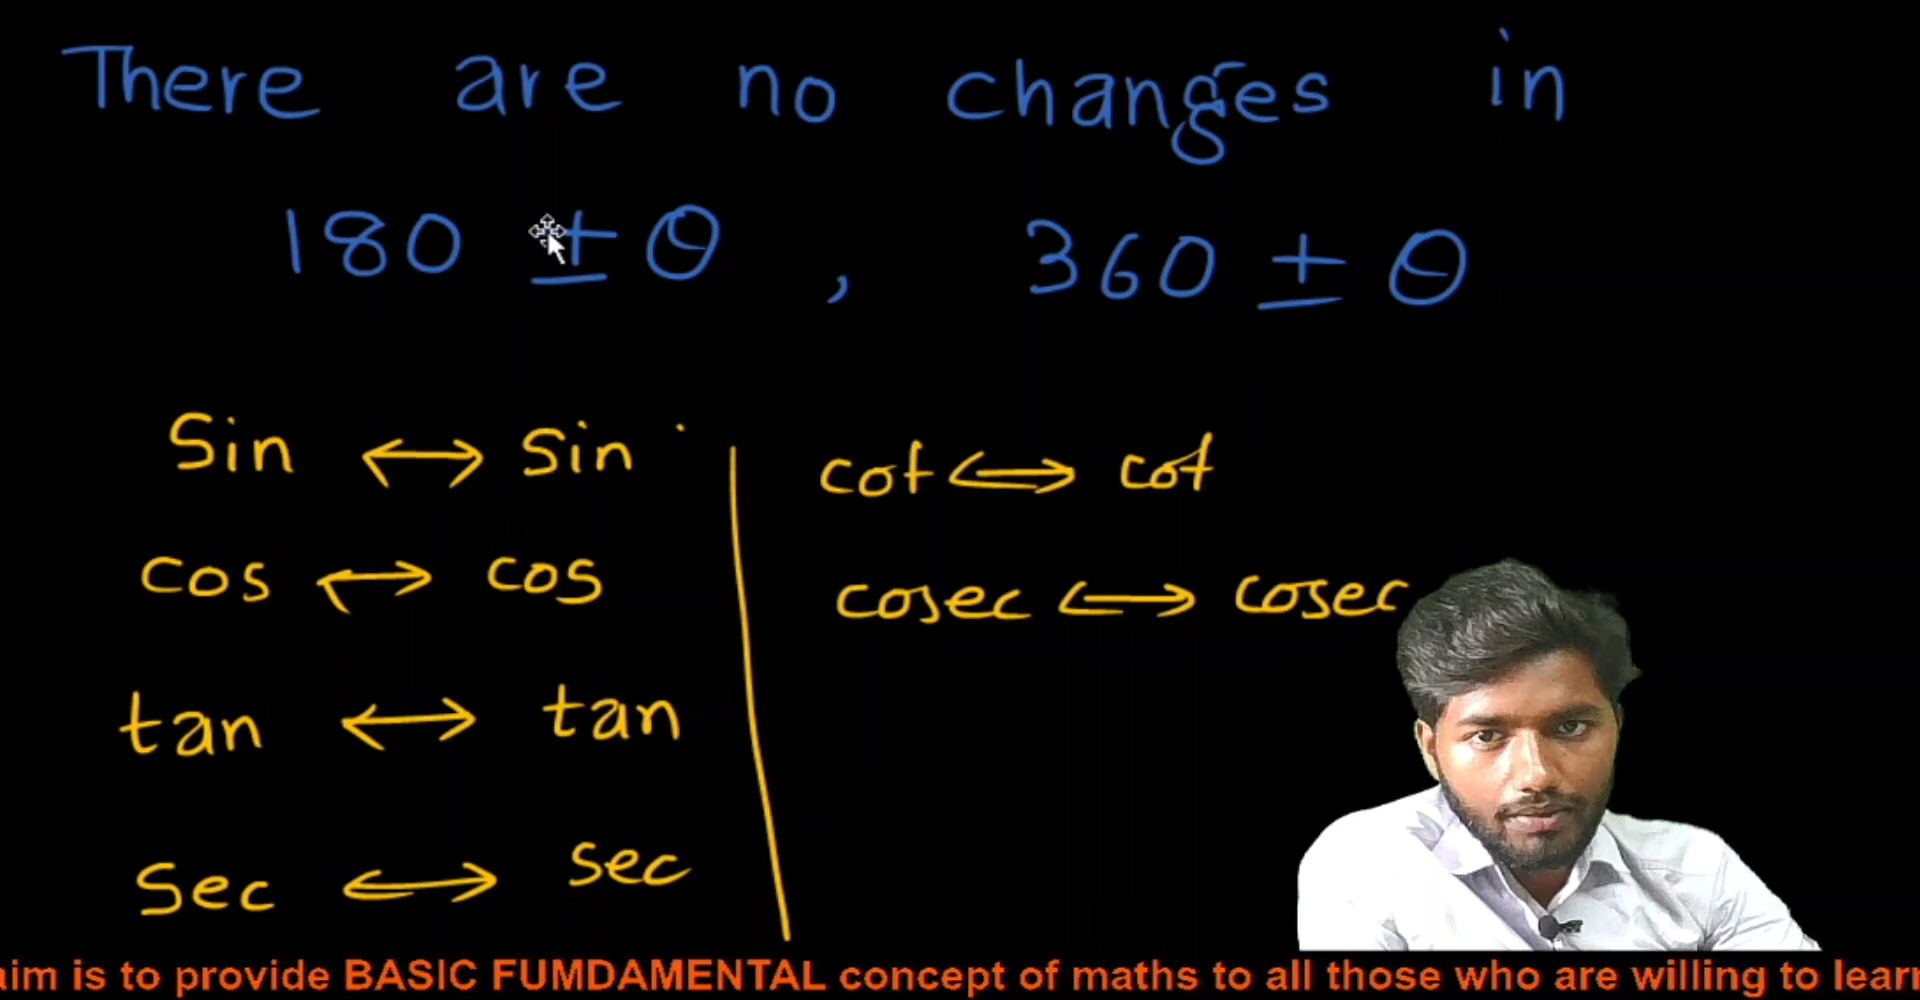 There are no changes in
180 ± θ , 360 ± θ
Sin ↔ Sin
cos ↔ cos
tan ↔ tan
Sec ↔ sec
cot ↔ cot
cosec ↔ cosec
aim is to provide BASIC FUMDAMENTAL concept of maths to all those who are willing to learn